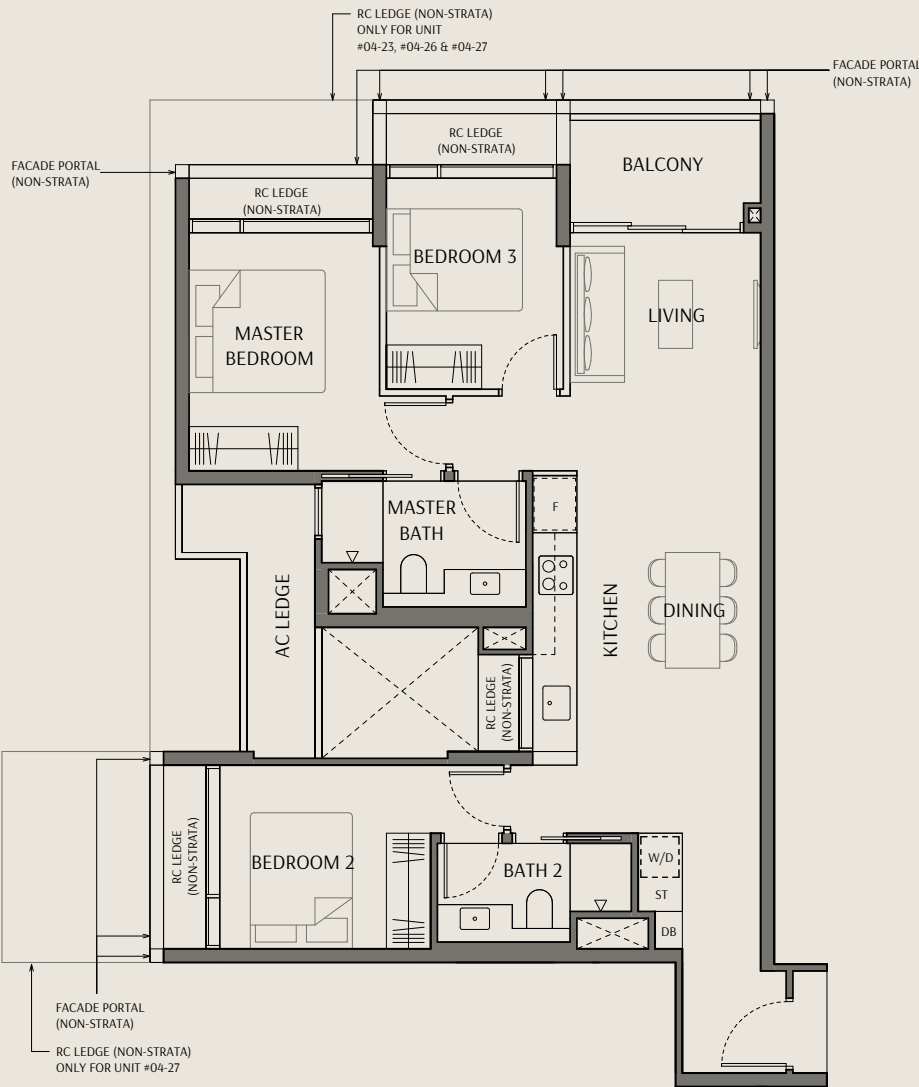 RC LEDGE (NON-STRATA)
ONLY FOR UNIT
#04-23, #04-26 & #04-27
FACADE PORTAL
(NON-STRATA)
RC LEDGE
(NON-STRATA)
BALCONY
FACADE PORTAL
(NON-STRATA)
RC LEDGE
(NON-STRATA)
BEDROOM 3
MASTER
BEDROOM
LIVING
MASTER
BATH
F
AC LEDGE
KITCHEN
DINING
RC LEDGE
(NON-STRATA)
RC LEDGE
(NON-STRATA)
BEDROOM 2
BATH 2
W/D
ST
DB
FACADE PORTAL
(NON-STRATA)
RC LEDGE (NON-STRATA)
ONLY FOR UNIT #04-27